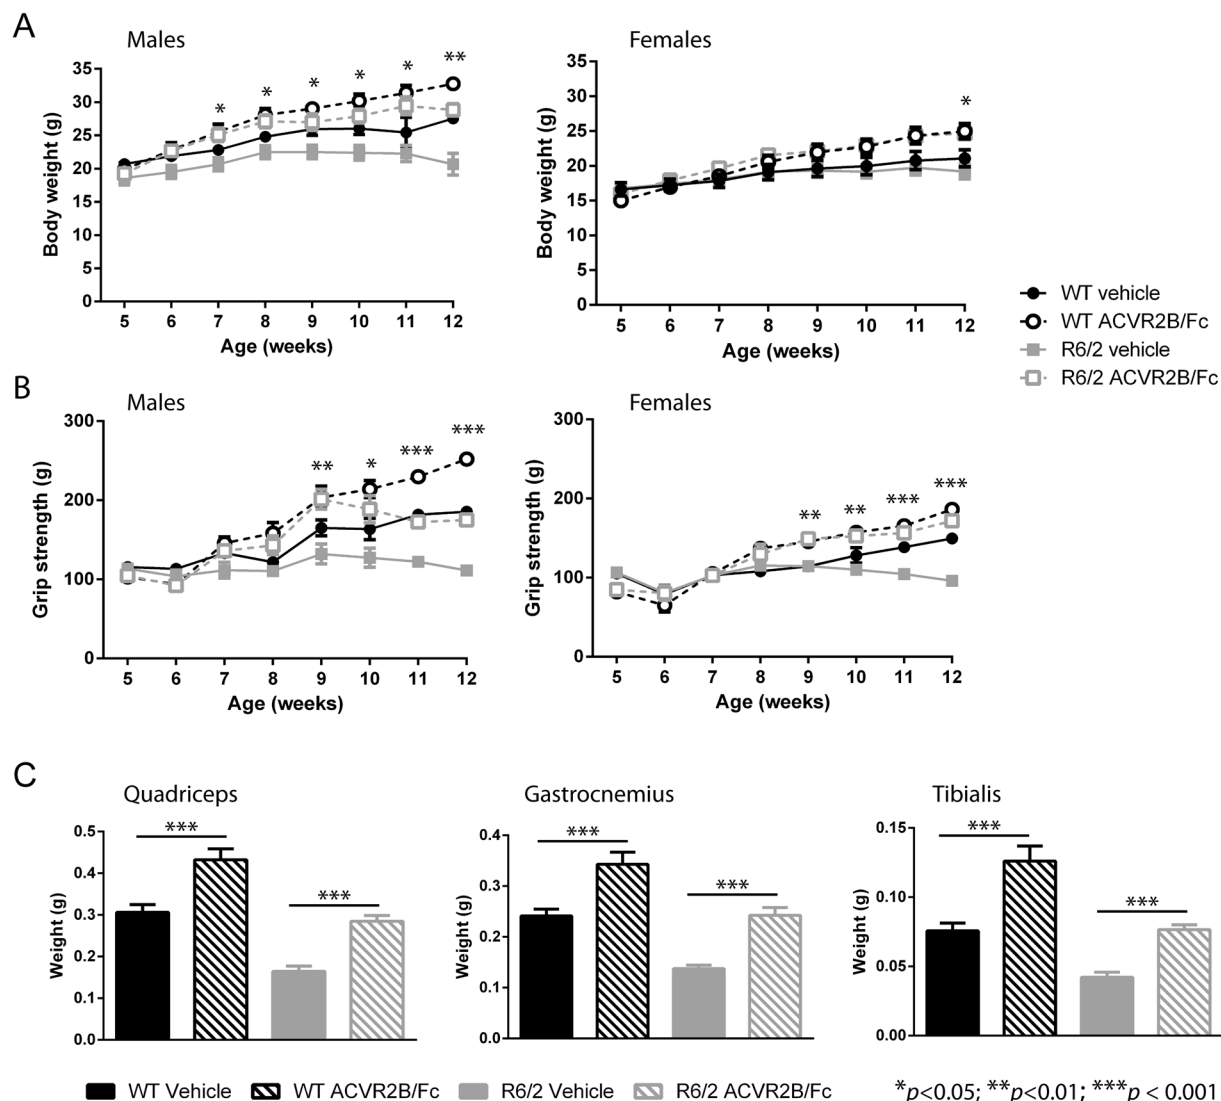 A
Males
Females
Body weight (g)
35
30
25
20
15
10
5
0
* * * * * **
5 6 7 8 9 10 11 12
Age (weeks)
Body weight (g)
35
30
25
20
15
10
5
0
*
5 6 7 8 9 10 11 12
Age (weeks)
WT vehicle
WT ACVR2B/Fc
R6/2 vehicle
R6/2 ACVR2B/Fc
B
Males
Females
Grip strength (g)
300
200
100
0
** * *** ***
5 6 7 8 9 10 11 12
Age (weeks)
Grip strength (g)
300
200
100
0
** ** *** ***
5 6 7 8 9 10 11 12
Age (weeks)
C
Quadriceps
Gastrocnemius
Tibialis
Weight (g)
0.5
0.4
0.3
0.2
0.1
0.0
***
***
Weight (g)
0.4
0.3
0.2
0.1
0.0
***
***
Weight (g)
0.15
0.10
0.05
0.00
***
***
WT Vehicle WT ACVR2B/Fc R6/2 Vehicle R6/2 ACVR2B/Fc
*p<0.05; **p<0.01; ***p < 0.001